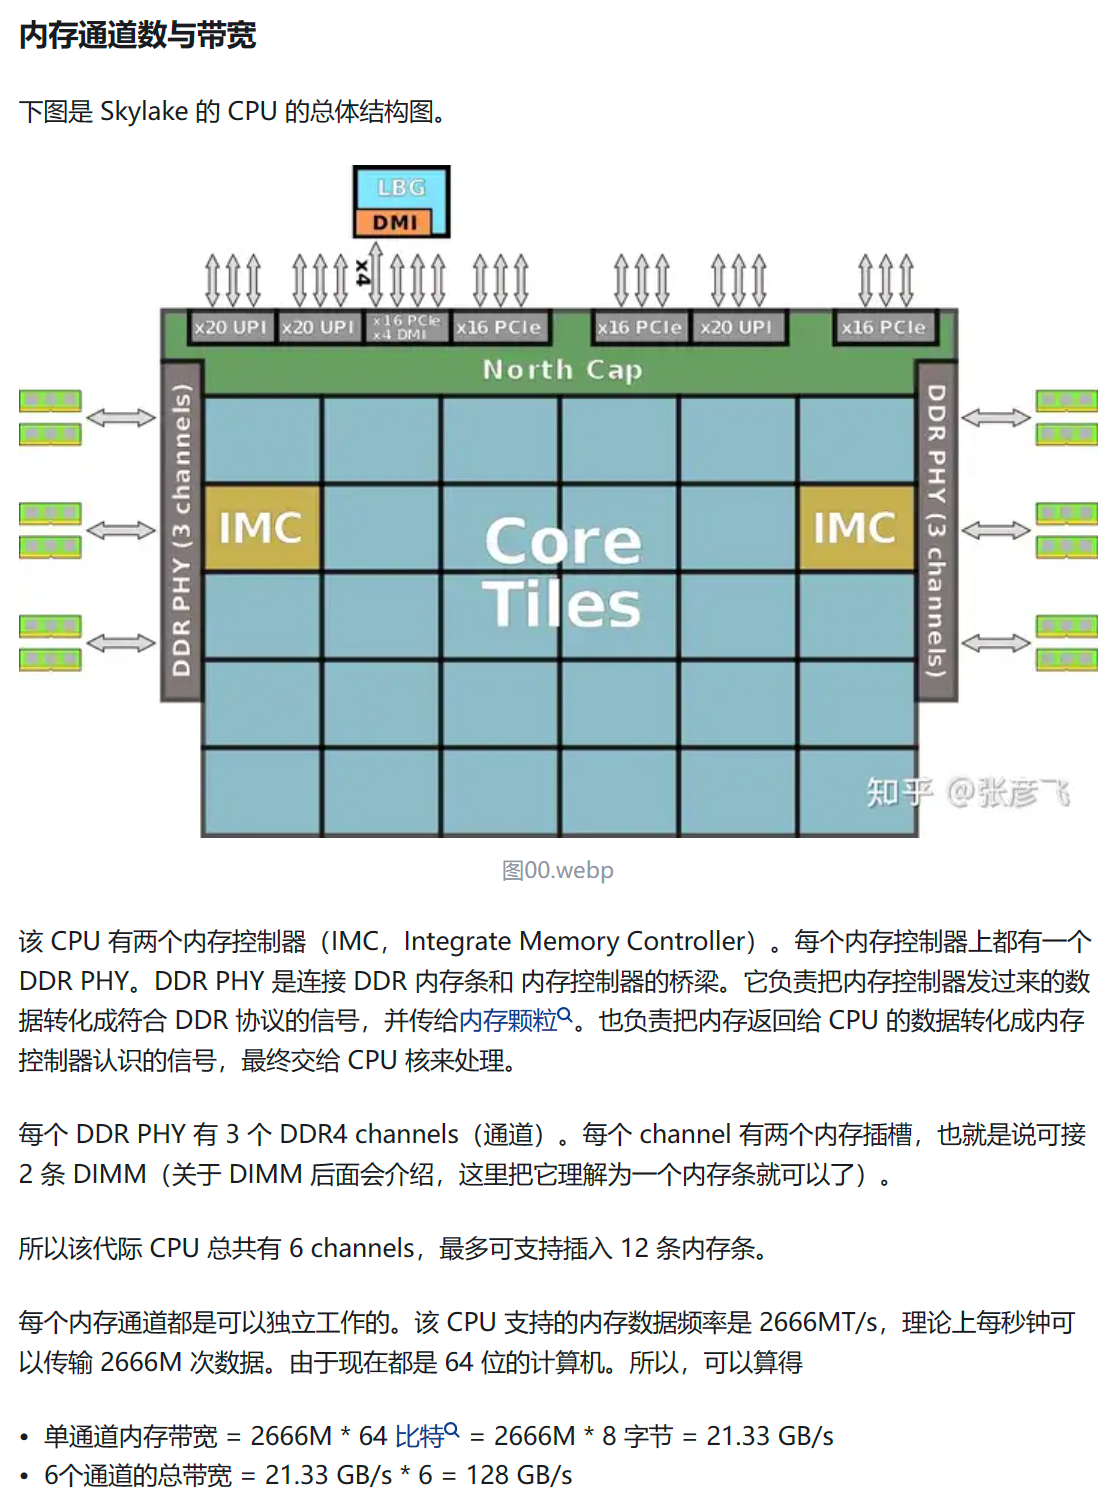 内存通道数与带宽
下图是 Skylake 的 CPU 的总体结构图。
LBG
DMI
x4
x20 UPI
x20 UPI
x16 PCIe
x4 DMI
x16 PCIe
x16 PCIe
x20 UPI
x16 PCIe
North Cap
DDR PHY (3 channels)
DDR PHY (3 channels)
IMC
Core
Tiles
IMC
知乎 @张彦飞
图00.webp
该 CPU 有两个内存控制器（IMC，Integrate Memory Controller）。每个内存控制器上都有一个
DDR PHY。DDR PHY 是连接 DDR 内存条和 内存控制器的桥梁。它负责把内存控制器发过来的数
据转化成符合 DDR 协议的信号，并传给内存颗粒。也负责把内存返回给 CPU 的数据转化成内存
控制器认识的信号，最终交给 CPU 核来处理。
每个 DDR PHY 有 3 个 DDR4 channels（通道）。每个 channel 有两个内存插槽，也就是说可接
2 条 DIMM（关于 DIMM 后面会介绍，这里把它理解为一个内存条就可以了）。
所以该代际 CPU 总共有 6 channels，最多可支持插入 12 条内存条。
每个内存通道都是可以独立工作的。该 CPU 支持的内存数据频率是 2666MT/s，理论上每秒钟可
以传输 2666M 次数据。由于现在都是 64 位的计算机。所以，可以算得
• 单通道内存带宽 = 2666M * 64 比特 = 2666M * 8 字节 = 21.33 GB/s
• 6个通道的总带宽 = 21.33 GB/s * 6 = 128 GB/s